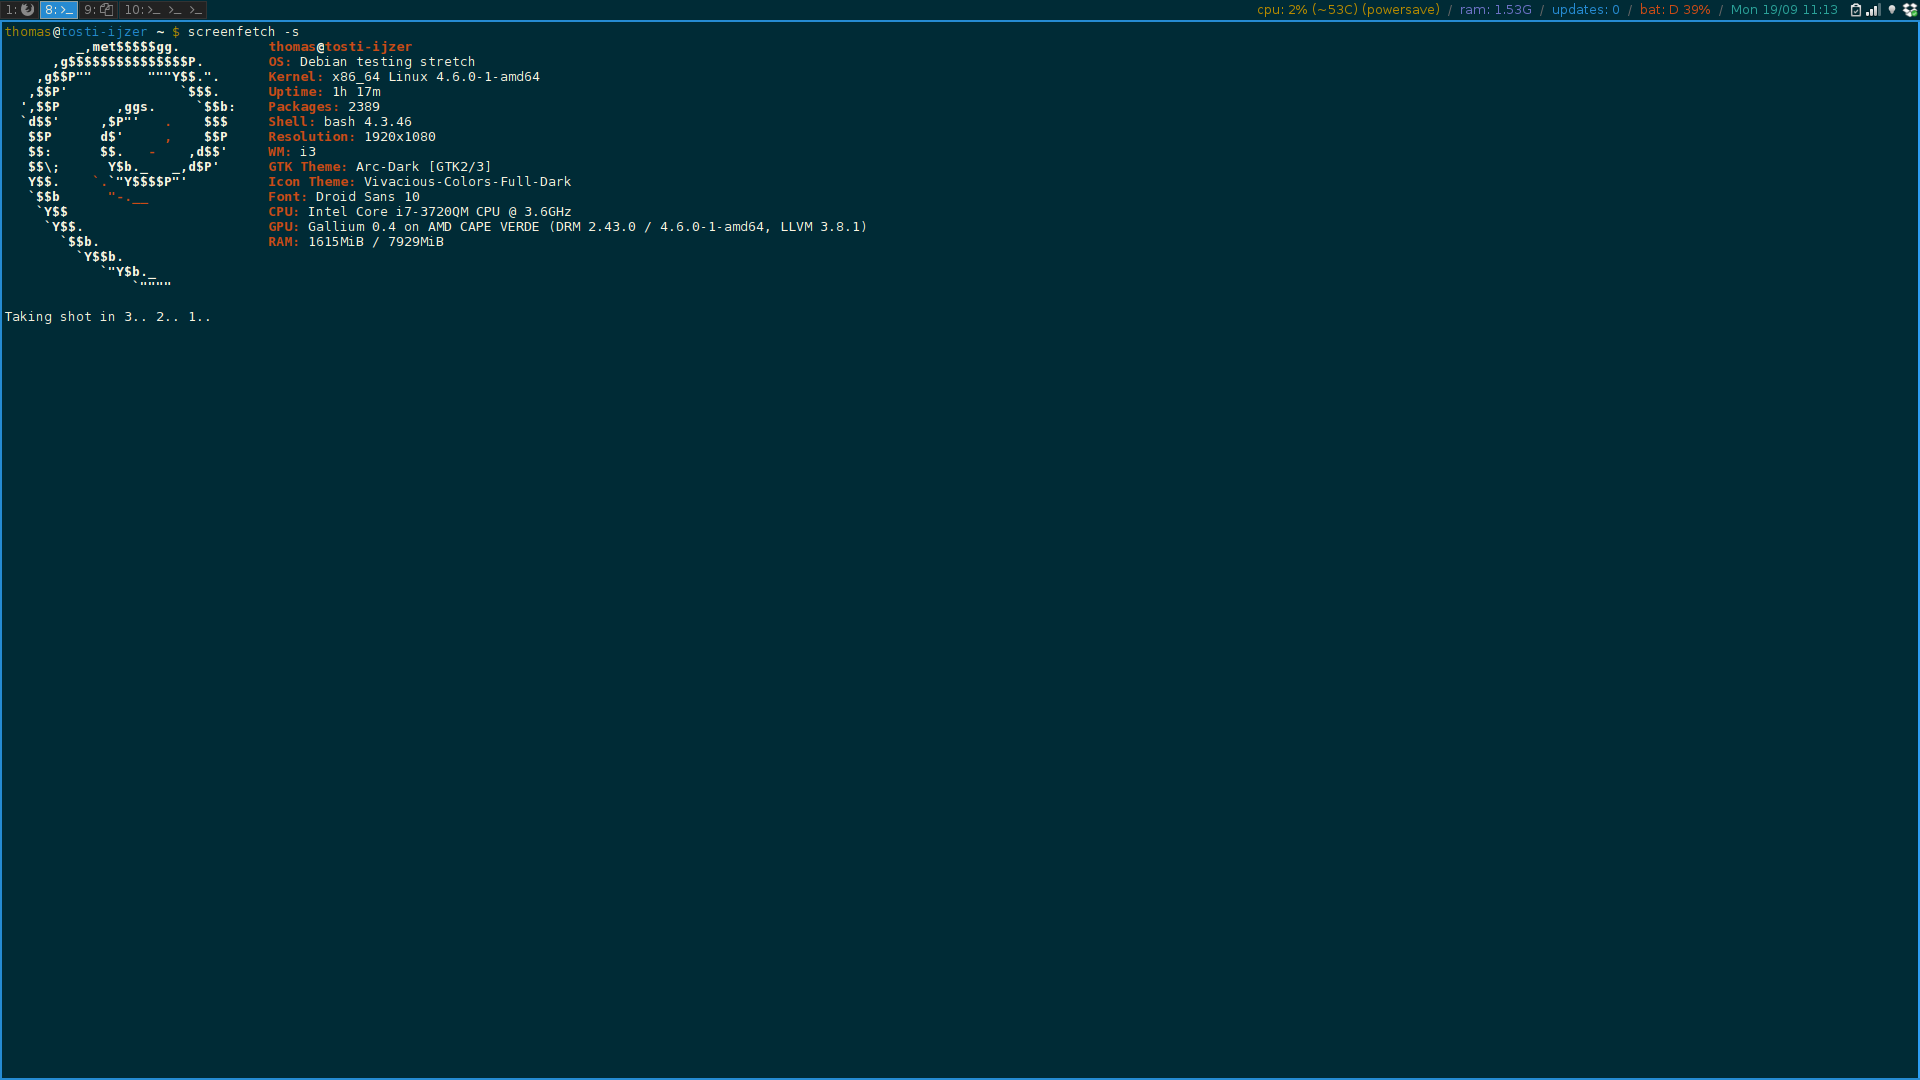 1: 8: >_ 9: 10: >_ >_ >_ cpu: 2% (~53C) (powersave) / ram: 1.53G / updates: 0 / bat: D 39% / Mon 19/09 11:13
thomas@tosti-ijzer ~ $ screenfetch -s
_,met$$$$$gg. thomas@tosti-ijzer
,g$$$$$$$$$$$$$$$P. OS: Debian testing stretch
,g$$P"" """Y$$.". Kernel: x86_64 Linux 4.6.0-1-amd64
,$$P' `$$$. Uptime: 1h 17m
',$$P ,ggs. `$$b: Packages: 2389
`d$$' ,$P"' . $$$ Shell: bash 4.3.46
$$P d$' , $$P Resolution: 1920x1080
$$: $$. - ,d$$' WM: i3
$$\; Y$b._ _,d$P' GTK Theme: Arc-Dark [GTK2/3]
Y$$. `.`"Y$$$$P"' Icon Theme: Vivacious-Colors-Full-Dark
`$$b "-.__ Font: Droid Sans 10
`Y$$ CPU: Intel Core i7-3720QM CPU @ 3.6GHz
`Y$$. GPU: Gallium 0.4 on AMD CAPE VERDE (DRM 2.43.0 / 4.6.0-1-amd64, LLVM 3.8.1)
`$$b. RAM: 1615MiB / 7929MiB
`Y$$b.
`"Y$b._
`""""
Taking shot in 3.. 2.. 1..